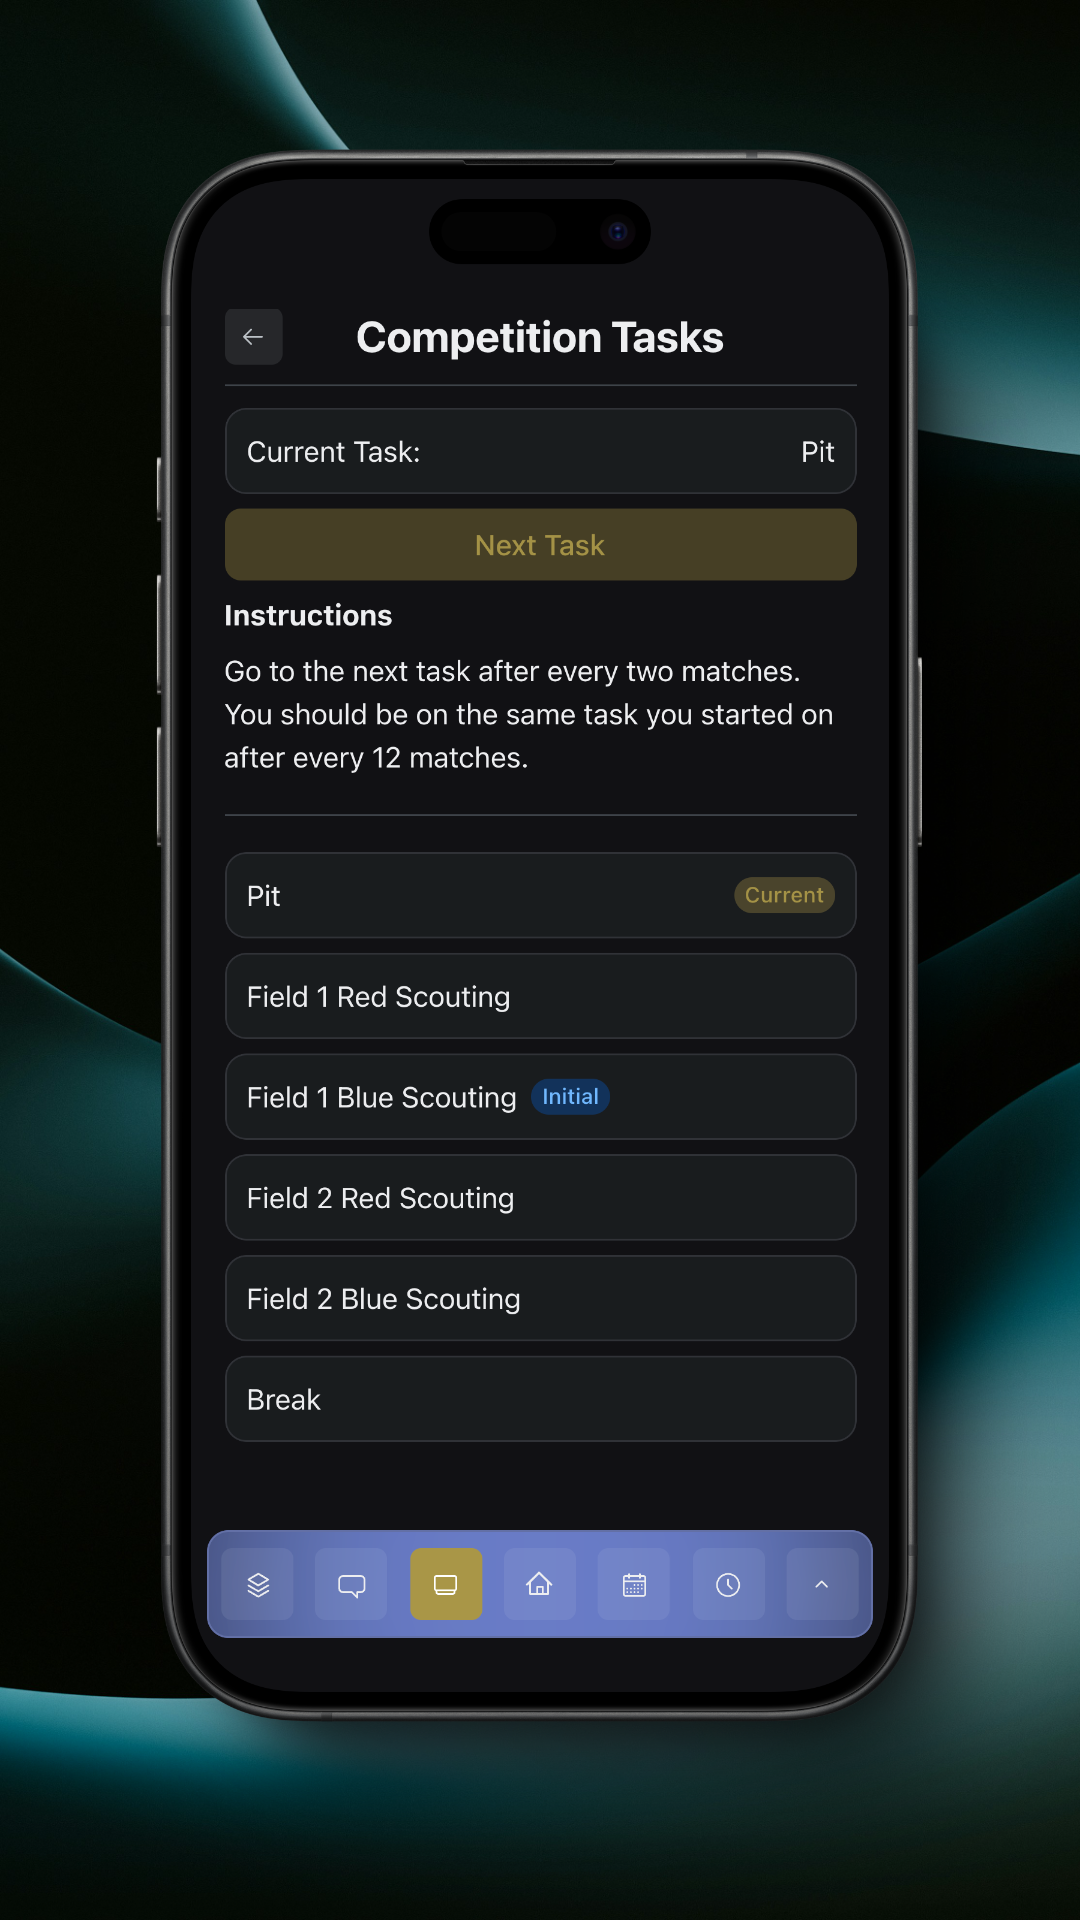 Competition Tasks
Current Task: Pit
Next Task
Instructions
Go to the next task after every two matches.
You should be on the same task you started on
after every 12 matches.
Pit Current
Field 1 Red Scouting
Field 1 Blue Scouting Initial
Field 2 Red Scouting
Field 2 Blue Scouting
Break